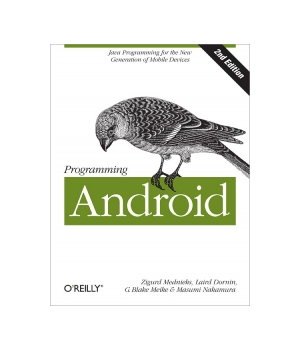 Java Programming for the New
Generation of Mobile Devices
2nd Edition
Programming
Android
O'REILLY®
Zigurd Mednieks, Laird Dornin,
G. Blake Meike & Masumi Nakamura